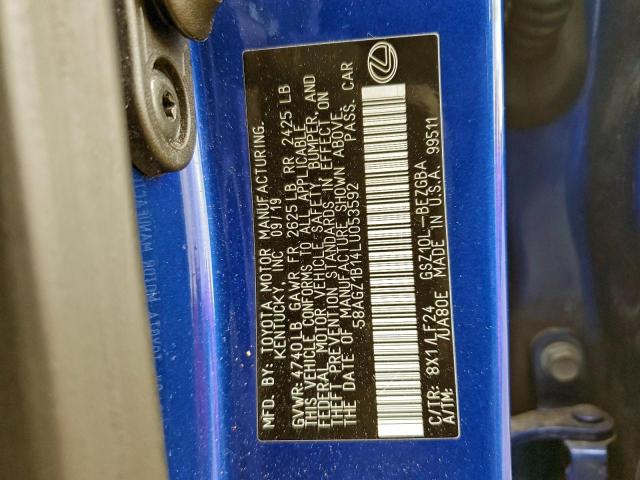 MFD. BY: TOYOTA MOTOR MANUFACTURING,
KENTUCKY, INC 09/19
GVWR: 4740 LB GAWR FR 2625 LB RR 2425 LB
THIS VEHICLE CONFORMS TO ALL APPLICABLE
FEDERAL MOTOR VEHICLE SAFETY, BUMPER, AND
THEFT PREVENTION STANDARDS IN EFFECT ON
THE DATE OF MANUFACTURE SHOWN ABOVE.
58AGZ1B14LU053592 PASS. CAR
C/TR: 8X1/LF24 GSZ10L-BEZGBA
A/TM: /UA80E MADE IN U.S.A. 99511